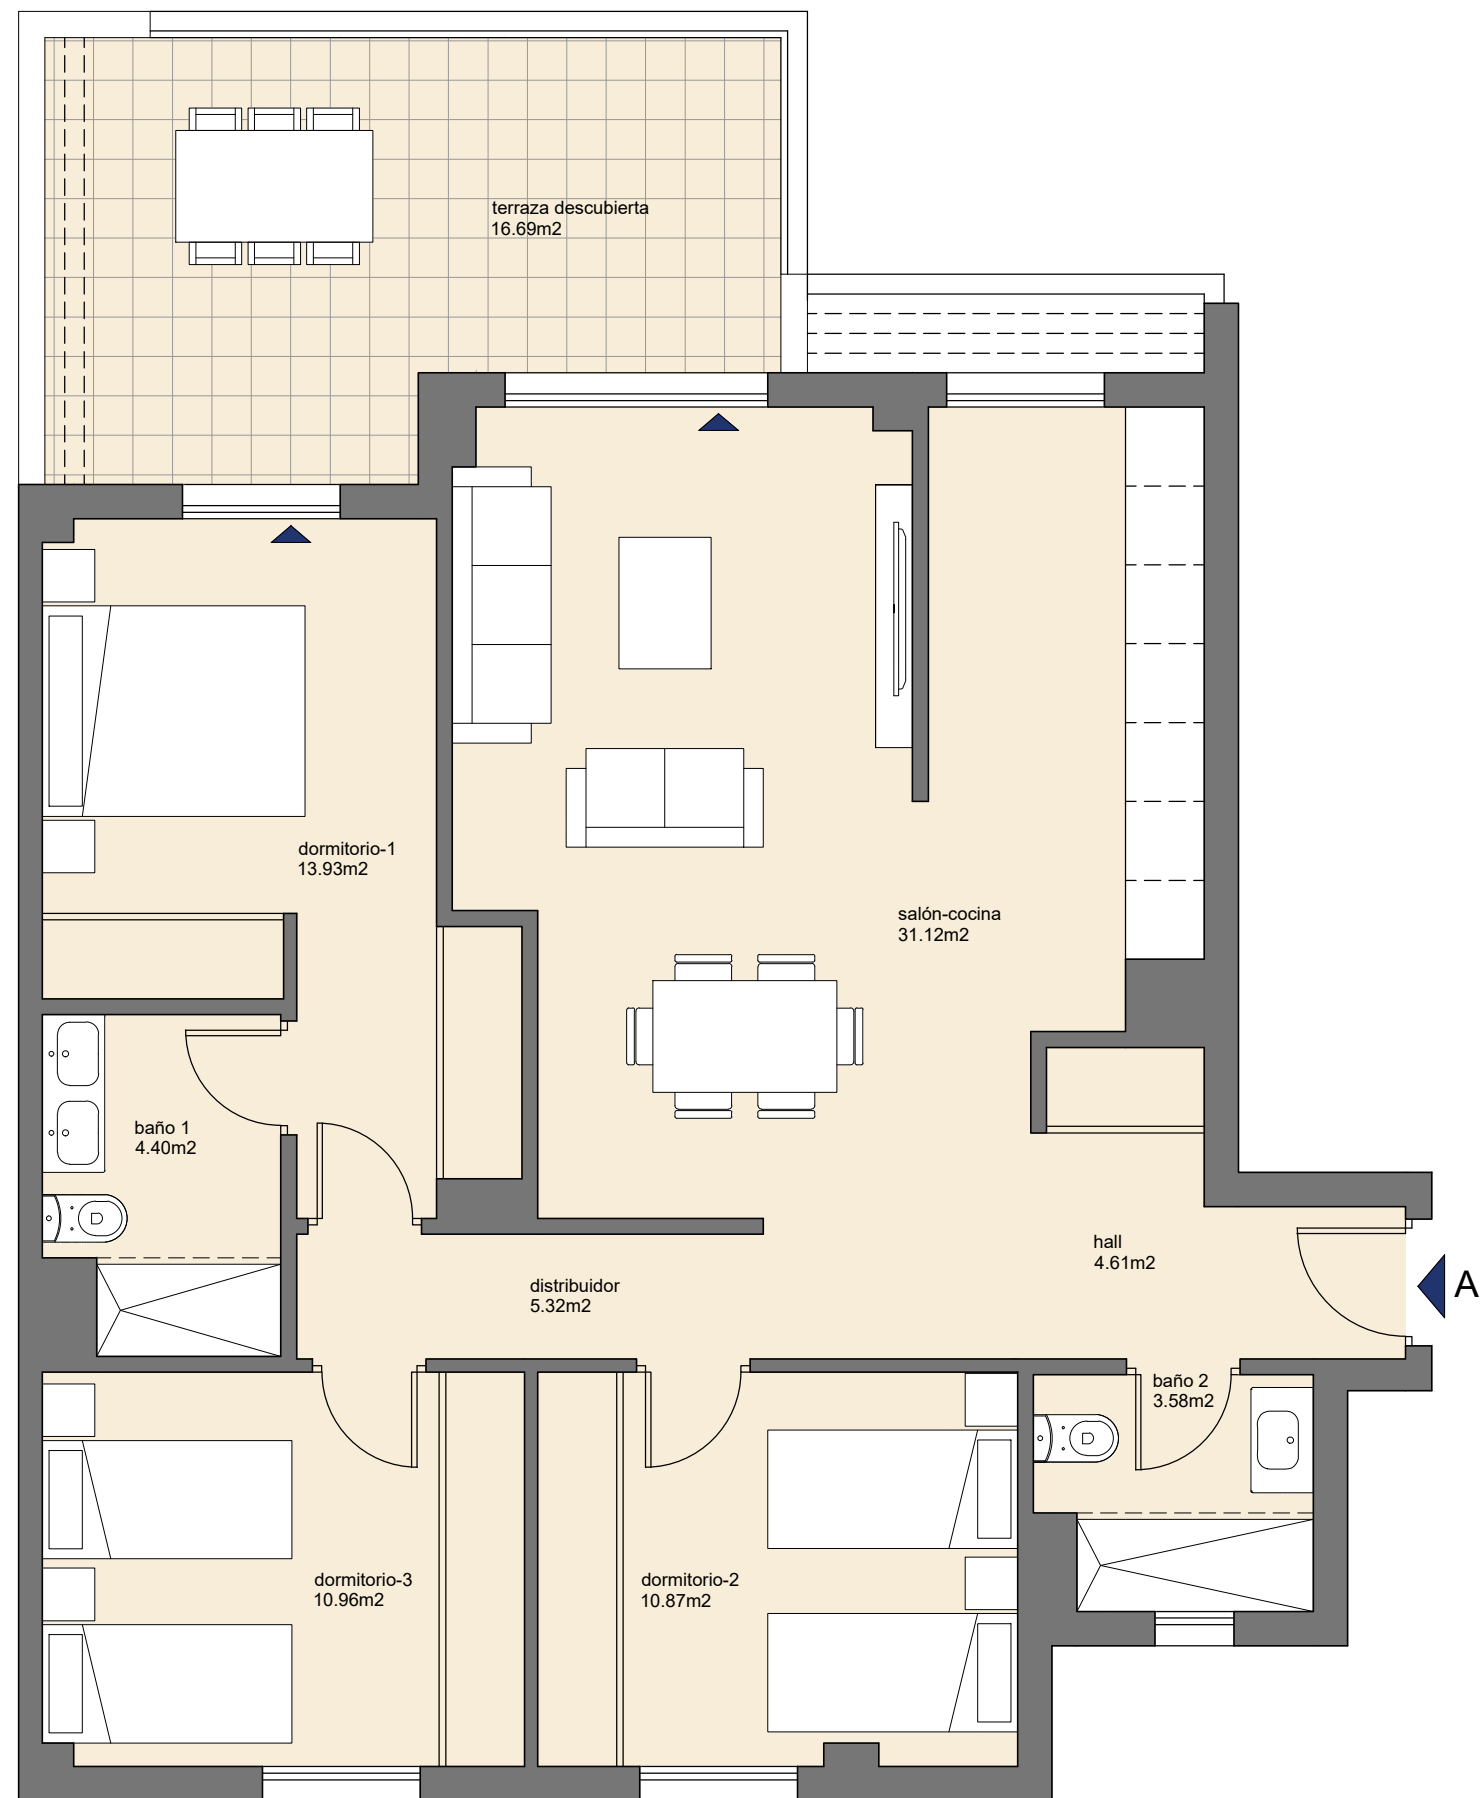 terraza descubierta
16.69m2
dormitorio-1
13.93m2
salón-cocina
31.12m2
baño 1
4.40m2
hall
4.61m2
A
distribuidor
5.32m2
baño 2
3.58m2
dormitorio-3
10.96m2
dormitorio-2
10.87m2